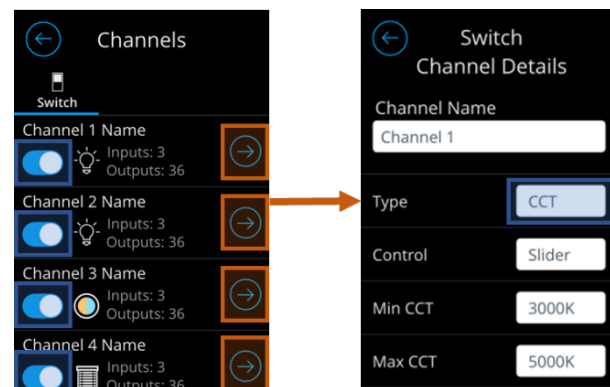 Channels
Switch
Channel 1 Name
Inputs: 3
Outputs: 36
Channel 2 Name
Inputs: 3
Outputs: 36
Channel 3 Name
Inputs: 3
Outputs: 36
Channel 4 Name
Inputs: 3
Outputs: 36
Switch
Channel Details
Channel Name
Channel 1
Type CCT
Control Slider
Min CCT 3000K
Max CCT 5000K